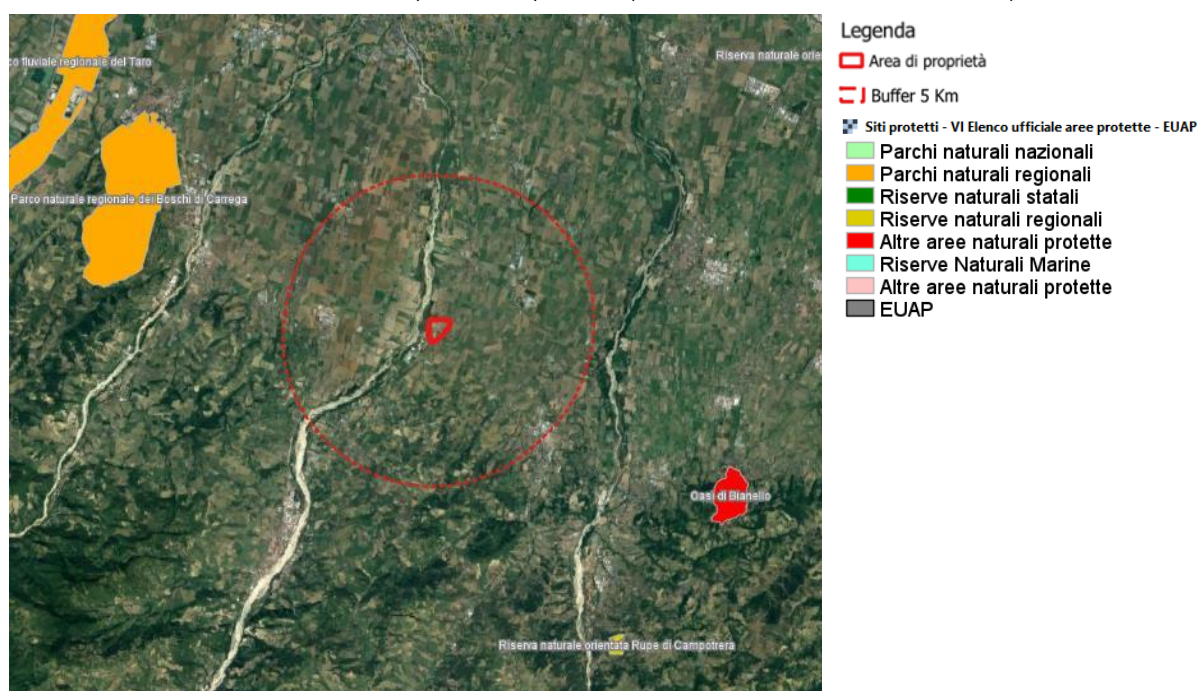 co fluviale regionale del Taro
Riserva naturale orie
Parco naturale regionale dei Boschi di Carrega
Oasi di Bianello
Riserva naturale orientata Rupe di Campotrera
Legenda
Area di proprietà
Buffer 5 Km
Siti protetti - VI Elenco ufficiale aree protette - EUAP
Parchi naturali nazionali
Parchi naturali regionali
Riserve naturali statali
Riserve naturali regionali
Altre aree naturali protette
Riserve Naturali Marine
Altre aree naturali protette
EUAP